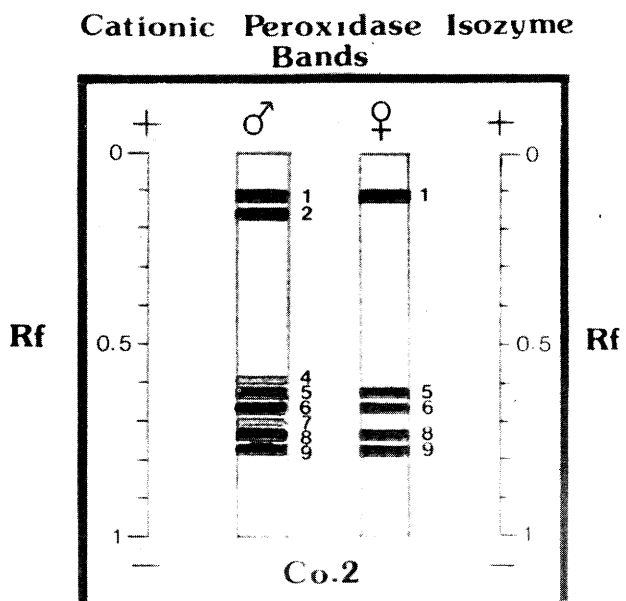 Cationic Peroxidase Isozyme
Bands
+ ♂ ♀ +
0 0
1 1
2
Rf 0.5 0.5 Rf
4
5 5
6 6
7
8 8
9 9
1 1
— Co.2 —